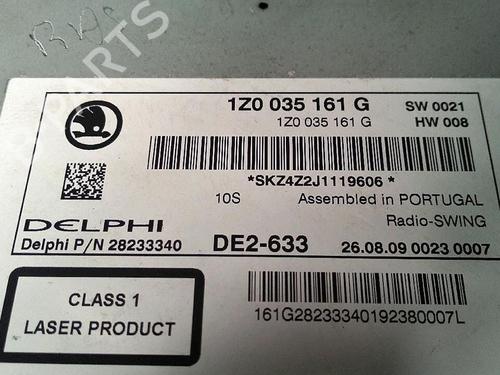 1Z0 035 161 G SW 0021
1Z0 035 161 G HW 008
*SKZ4Z2J1119606*
10S Assembled in PORTUGAL
Radio-SWING
DELPHI
Delphi P/N 28233340 DE2-633 26.08.09 0023 0007
CLASS 1
LASER PRODUCT
161G28233340192380007L